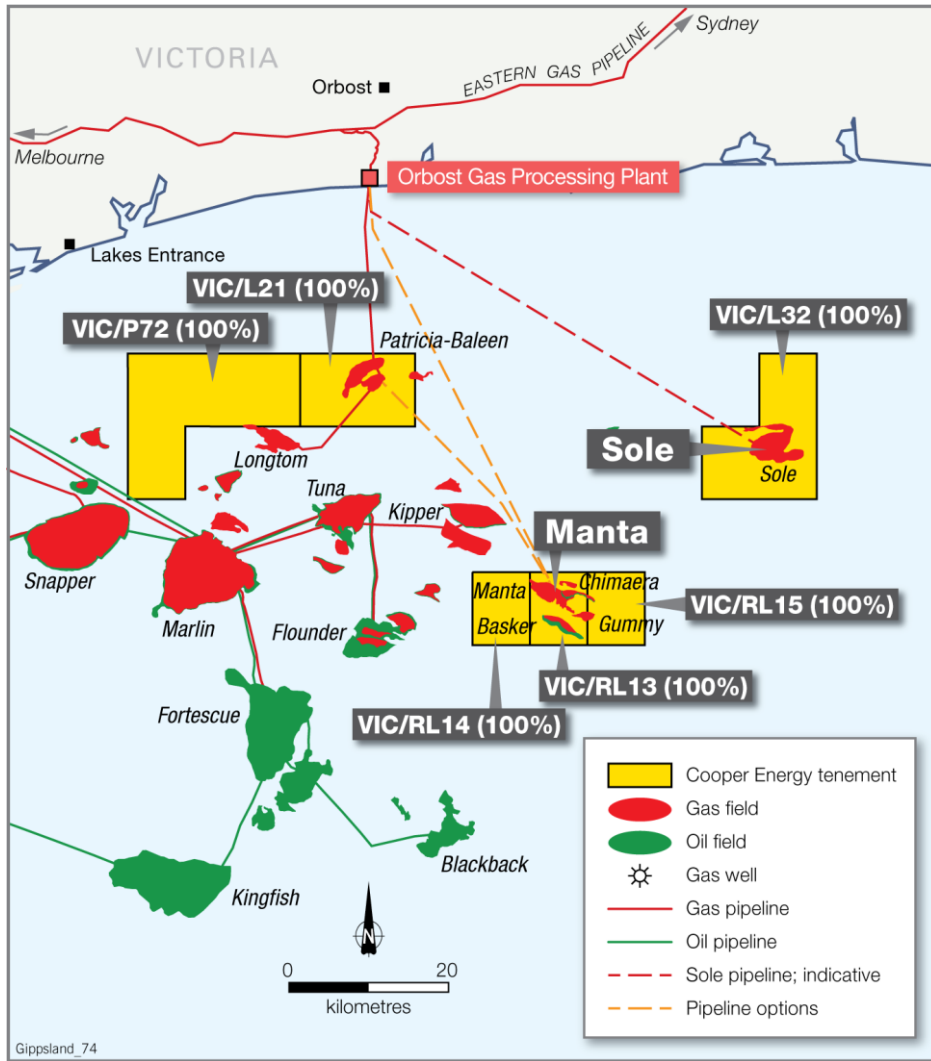 Sydney
VICTORIA
EASTERN GAS PIPELINE
Orbost
Melbourne
Orbost Gas Processing Plant
Lakes Entrance
VIC/L21 (100%)
VIC/P72 (100%)
VIC/L32 (100%)
Patricia-Baleen
Longtom
Sole
Sole
Tuna
Kipper
Manta
Snapper
Marlin
Manta
Chimaera
VIC/RL15 (100%)
Flounder
Basker
Gummy
VIC/RL13 (100%)
Fortescue
VIC/RL14 (100%)
Blackback
Kingfish
N
0
20
kilometres
Cooper Energy tenement
Gas field
Oil field
Gas well
Gas pipeline
Oil pipeline
Sole pipeline; indicative
Pipeline options
Gippsland_74